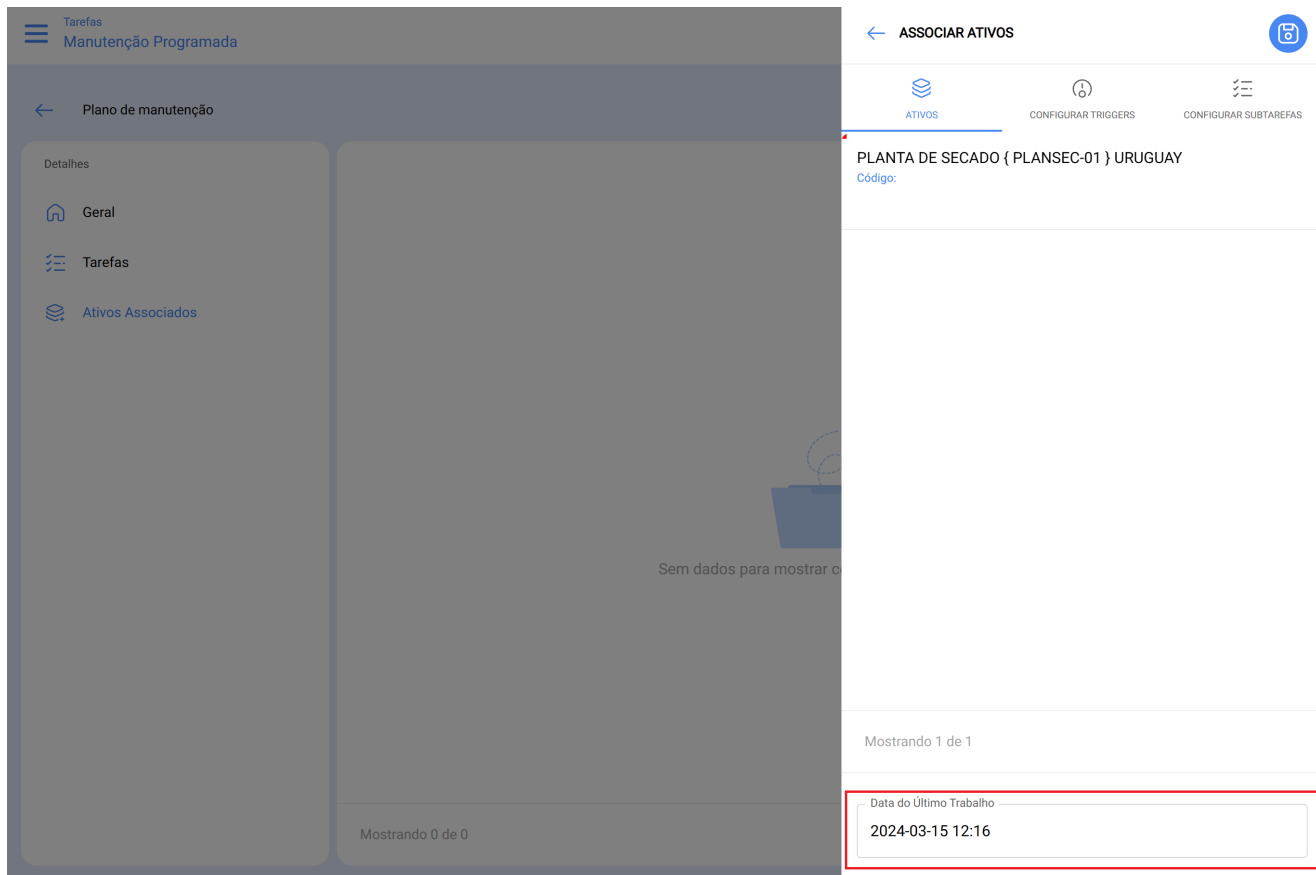 Tarefas
Manutenção Programada
Plano de manutenção
Detalhes
Geral
Tarefas
Ativos Associados
Sem dados para mostrar
Mostrando 0 de 0
ASSOCIAR ATIVOS
ATIVOS
CONFIGURAR TRIGGERS
CONFIGURAR SUBTAREFAS
PLANTA DE SECADO { PLANSEC-01 } URUGUAY
Código:
Mostrando 1 de 1
Data do Último Trabalho
2024-03-15 12:16